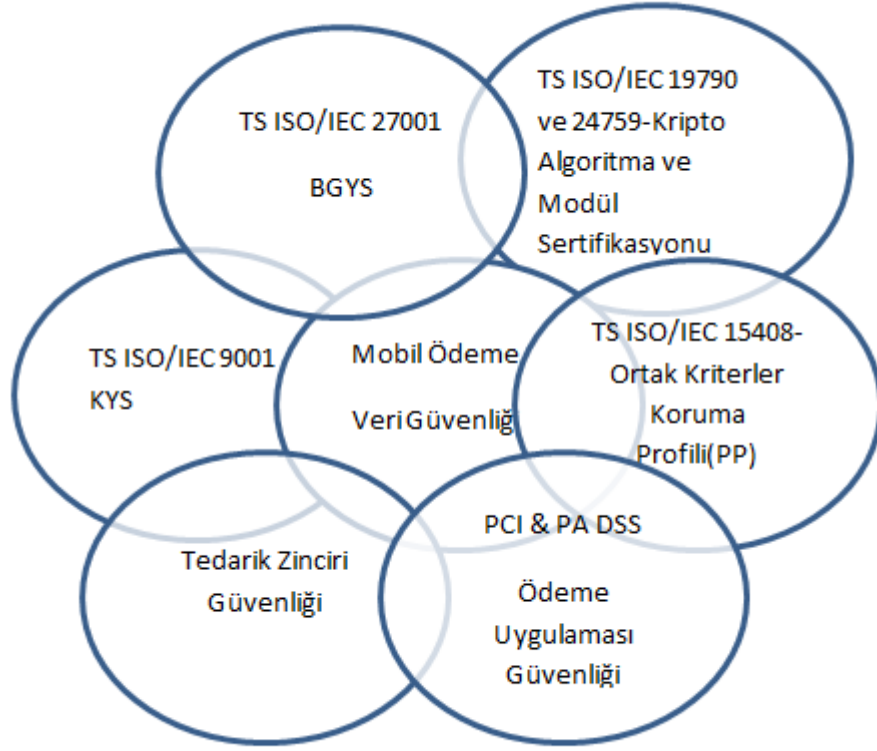 TS ISO/IEC 27001
BGYS
TS ISO/IEC 19790
ve 24759-Kripto
Algoritma ve
Modül
Sertifikasyonu
TS ISO/IEC 9001
KYS
Mobil Ödeme
Veri Güvenliği
TS ISO/IEC 15408-
Ortak Kriterler
Koruma
Profili(PP)
Tedarik Zinciri
Güvenliği
PCI & PA DSS
Ödeme
Uygulaması
Güvenliği